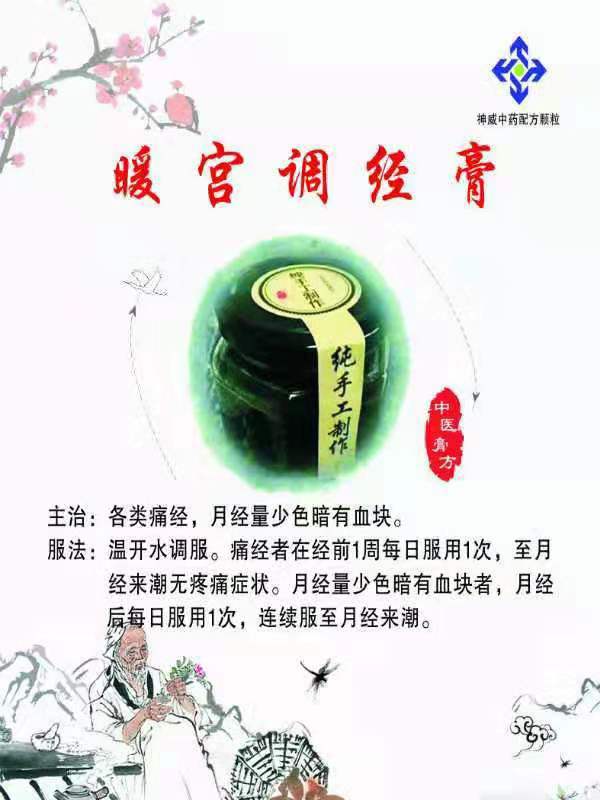 神威中药配方颗粒
暖宫调经膏
纯手工制作
纯手工制作
中医膏方
主治：各类痛经，月经量少色暗有血块。
服法：温开水调服。痛经者在经前1周每日服用1次，至月
经来潮无疼痛症状。月经量少色暗有血块者，月经
后每日服用1次，连续服至月经来潮。